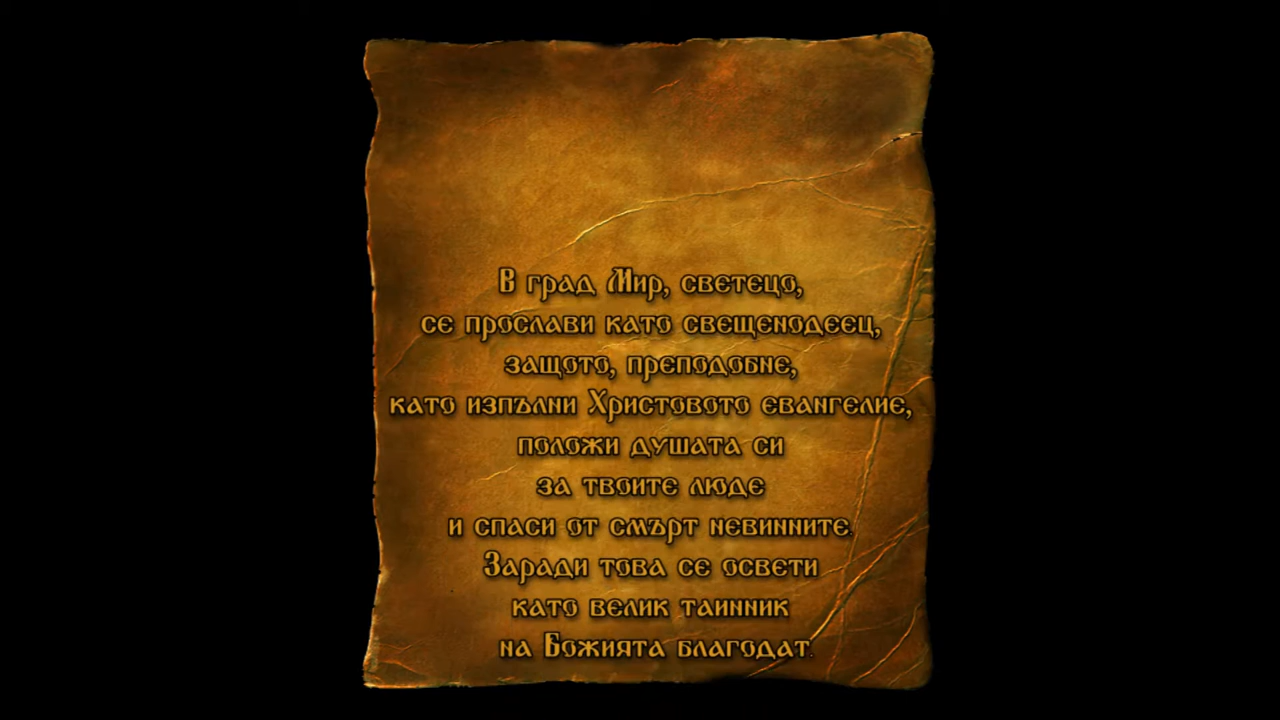 В град Мир, светецо,
се прослави като свещенодеец,
защото, преподобне,
като изпълни Христовото евангелие,
положи душата си
за твоите люде
и спаси от смърт невинните.
Заради това се освети
като велик таинник
на Божията благодат.